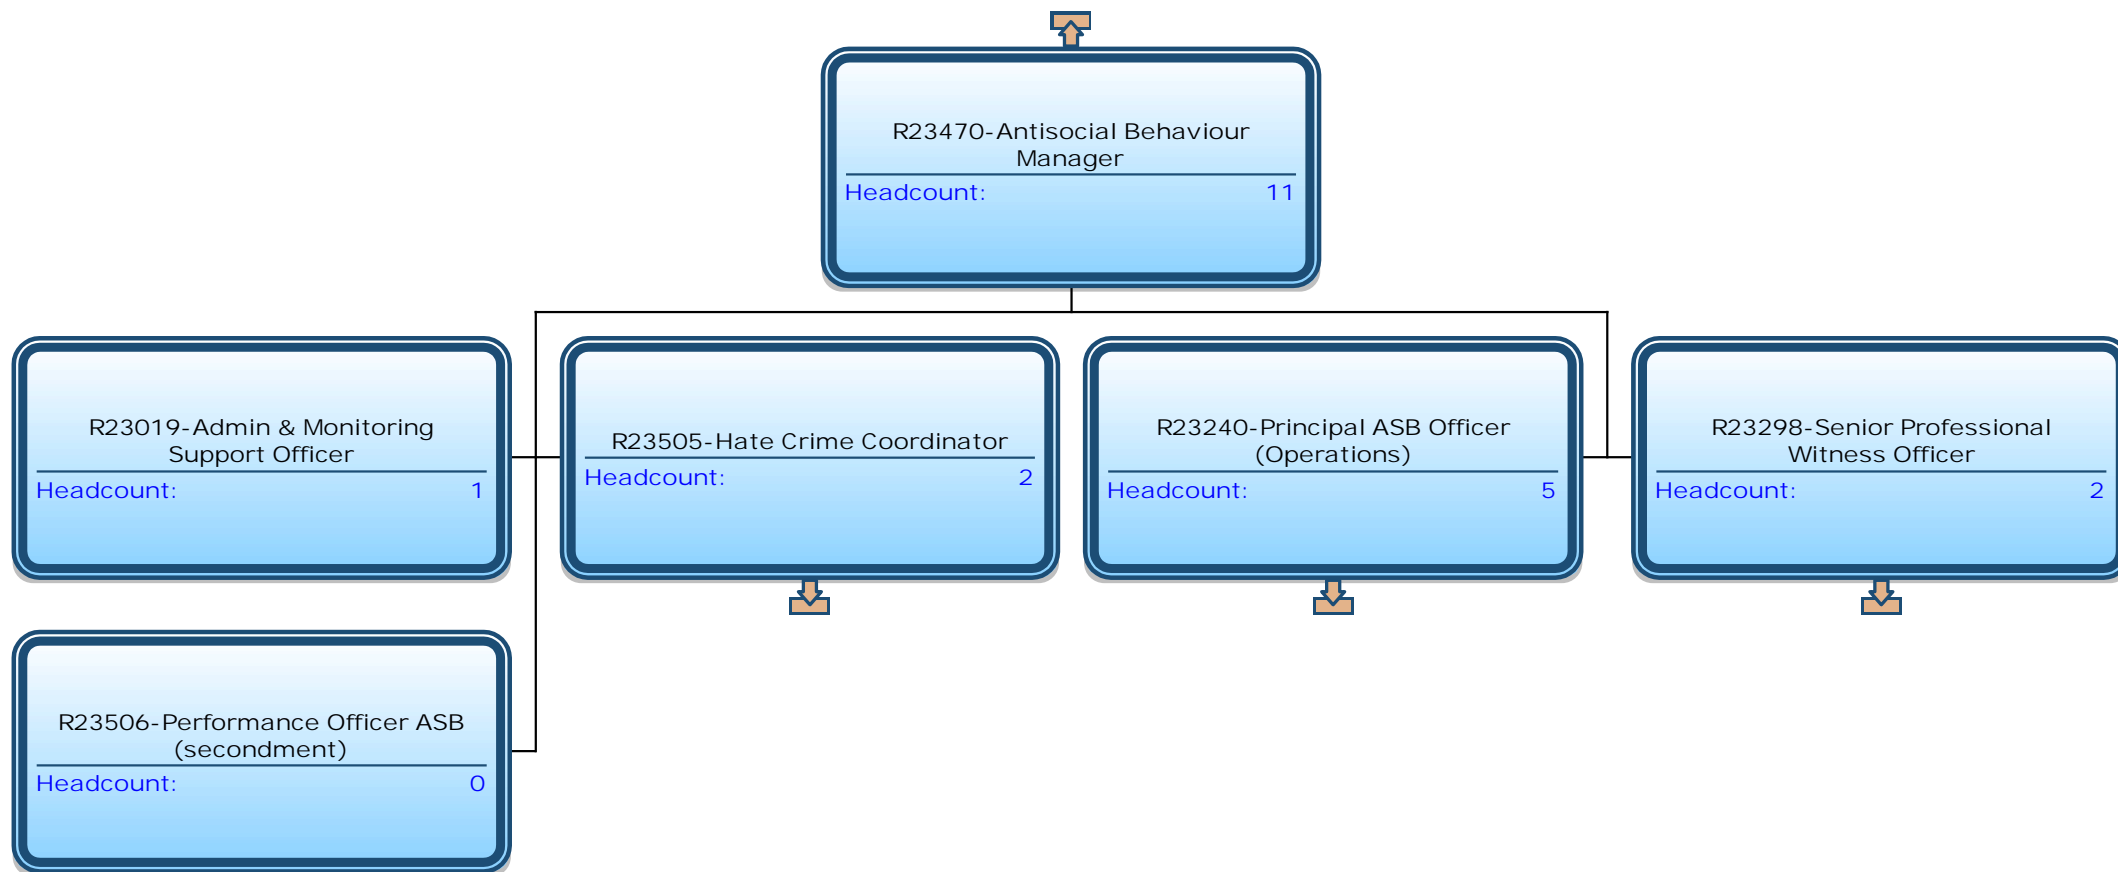 R23470-Antisocial Behaviour
Manager
Headcount: 11
R23019-Admin & Monitoring
Support Officer
Headcount: 1
R23505-Hate Crime Coordinator
Headcount: 2
R23240-Principal ASB Officer
(Operations)
Headcount: 5
R23298-Senior Professional
Witness Officer
Headcount: 2
R23506-Performance Officer ASB
(secondment)
Headcount: 0